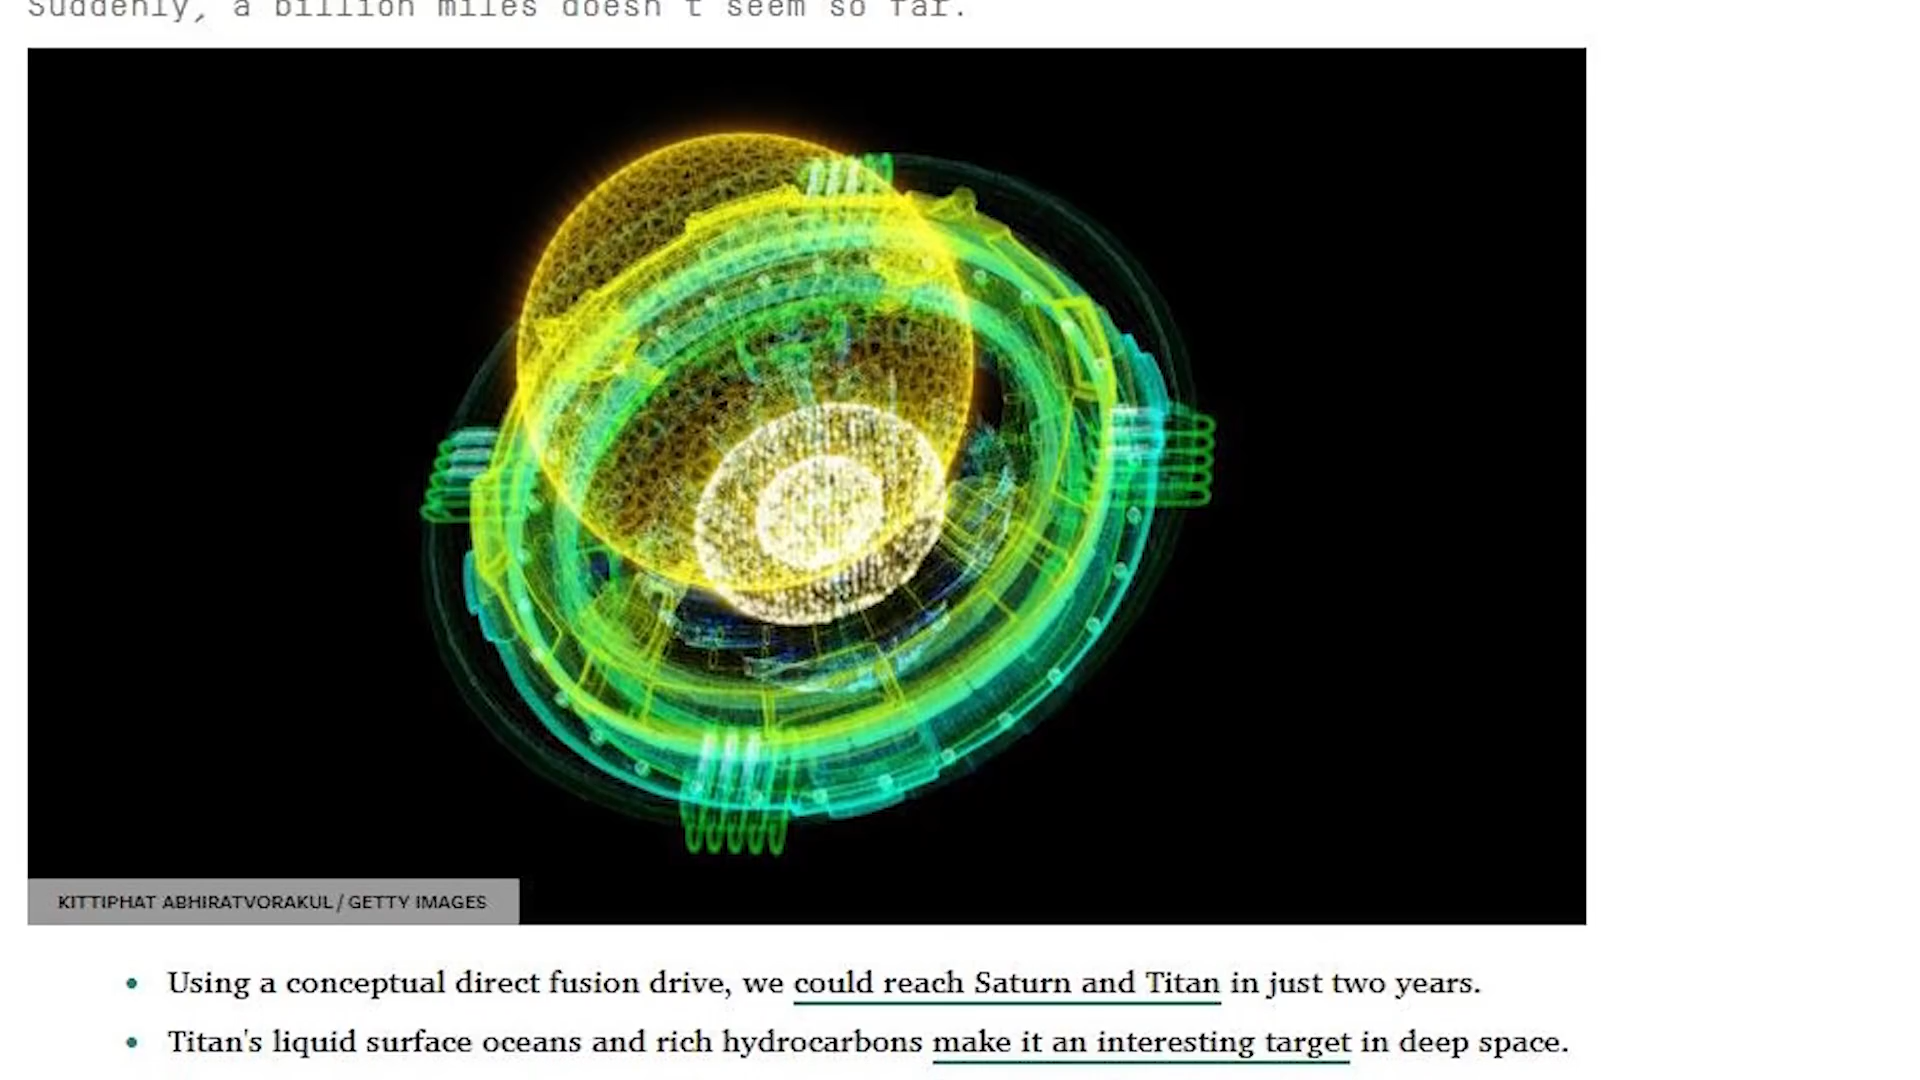 Suddenly, a billion miles doesn't seem so far.
KITTIPHAT ABHIRATVORAKUL / GETTY IMAGES
• Using a conceptual direct fusion drive, we could reach Saturn and Titan in just two years.
• Titan's liquid surface oceans and rich hydrocarbons make it an interesting target in deep space.